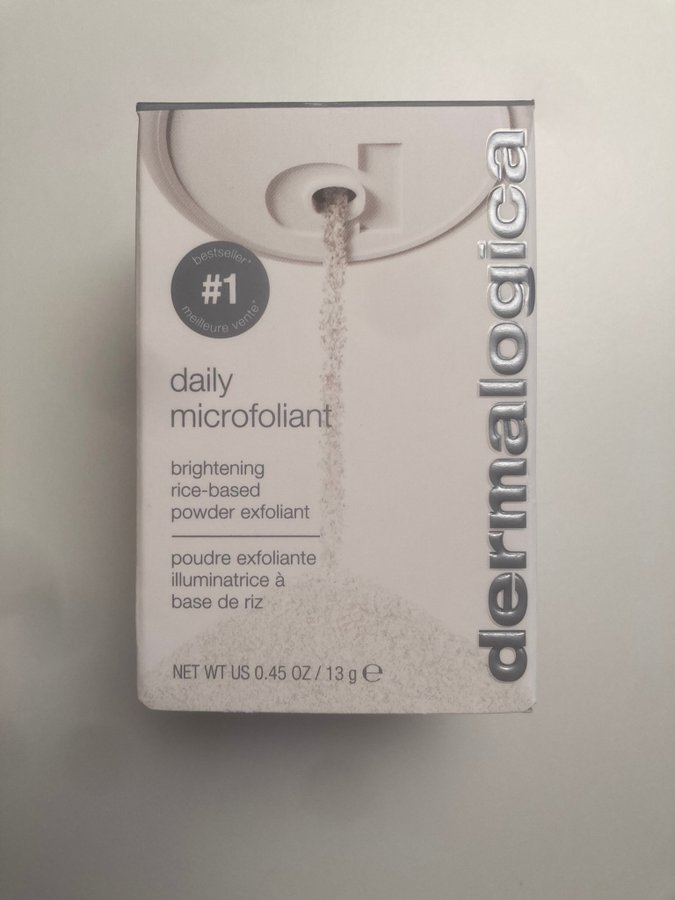 bestseller*
#1
meilleure vente*
daily
microfoliant
brightening
rice-based
powder exfoliant
poudre exfoliante
illuminatrice à
base de riz
NET WT US 0.45 OZ / 13 g ℮
dermalogica